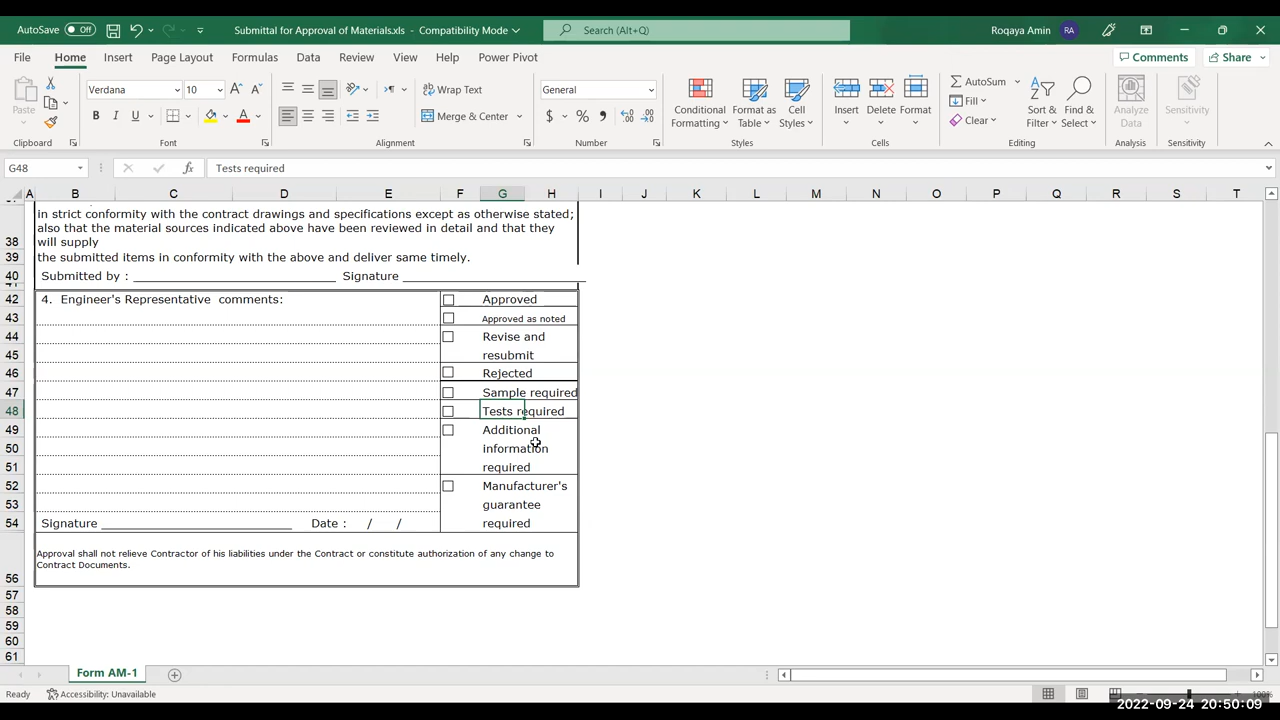 AutoSave Off Submittal for Approval of Materials.xls - Compatibility Mode Search (Alt+Q) Roqaya Amin RA
File Home Insert Page Layout Formulas Data Review View Help Power Pivot Comments Share
Verdana 10 Wrap Text General AutoSum
Paste Merge & Center Conditional Formatting Format as Table Cell Styles Insert Delete Format Fill Clear Sort & Filter Find & Select Analyze Data Sensitivity
Clipboard Font Alignment Number Styles Cells Editing Analysis Sensitivity
G48 Tests required
A B C D E F G H I J K L M N O P Q R S T
in strict conformity with the contract drawings and specifications except as otherwise stated;
also that the material sources indicated above have been reviewed in detail and that they
38 will supply
39 the submitted items in conformity with the above and deliver same timely.
40 Submitted by : ______ Signature ______
42 4. Engineer's Representative comments: Approved
43 Approved as noted
44 Revise and
45 resubmit
46 Rejected
47 Sample required
48 Tests required
49 Additional
50 information
51 required
52 Manufacturer's
53 guarantee
54 Signature ______ Date : / / required
Approval shall not relieve Contractor of his liabilities under the Contract or constitute authorization of any change to
Contract Documents.
56
57
58
59
60
61
Form AM-1
Ready Accessibility: Unavailable
2022-09-24 20:50:09